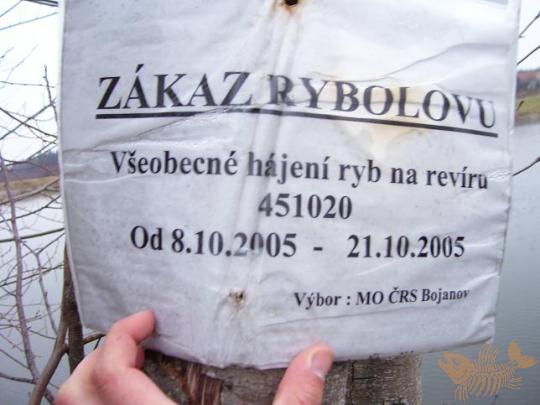 ZÁKAZ RYBOLOVU
Všeobecné hájení ryb na revíru
451020
Od 8.10.2005 - 21.10.2005
Výbor : MO ČRS Bojanov